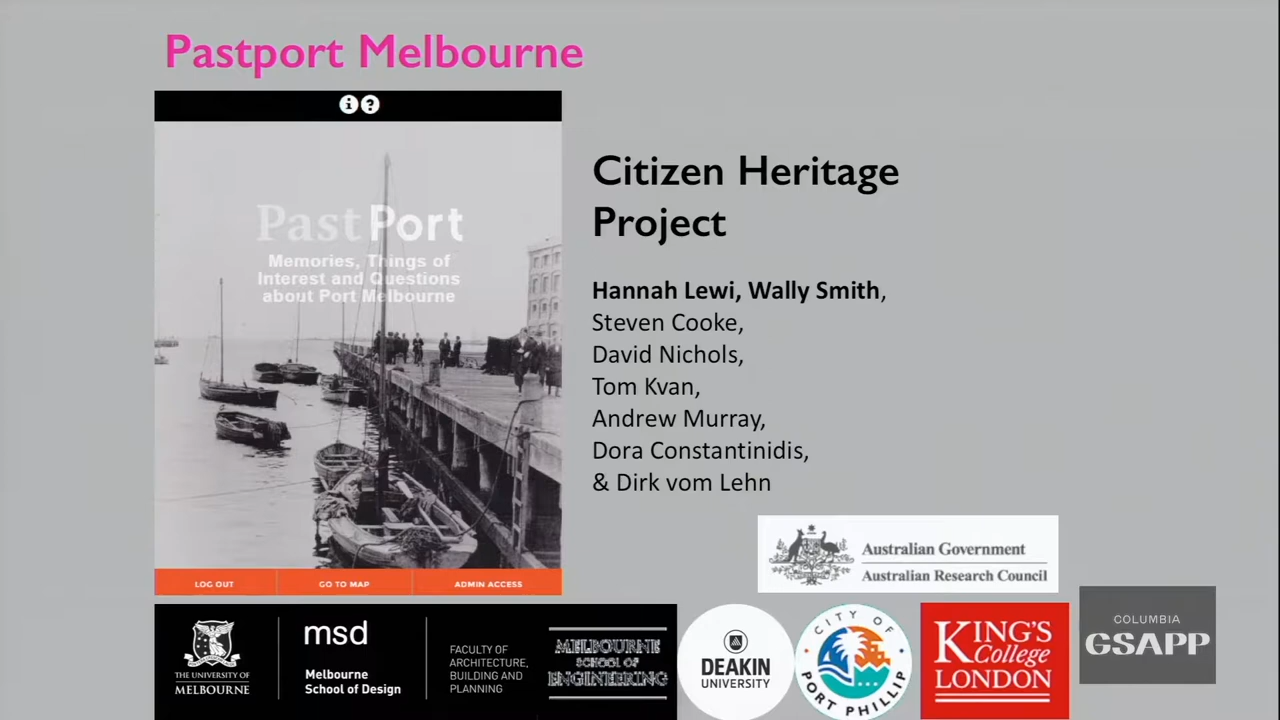 Pastport Melbourne
i ?
PastPort
Memories, Things of
Interest and Questions
about Port Melbourne
LOG OUT
GO TO MAP
ADMIN ACCESS
Citizen Heritage
Project
Hannah Lewi, Wally Smith,
Steven Cooke,
David Nichols,
Tom Kvan,
Andrew Murray,
Dora Constantinidis,
& Dirk vom Lehn
Australian Government
Australian Research Council
THE UNIVERSITY OF
MELBOURNE
msd
Melbourne
School of Design
FACULTY OF
ARCHITECTURE,
BUILDING AND
PLANNING
MELBOURNE
SCHOOL OF
ENGINEERING
DEAKIN
UNIVERSITY
CITY OF
PORT PHILLIP
KING'S
College
LONDON
COLUMBIA
GSAPP